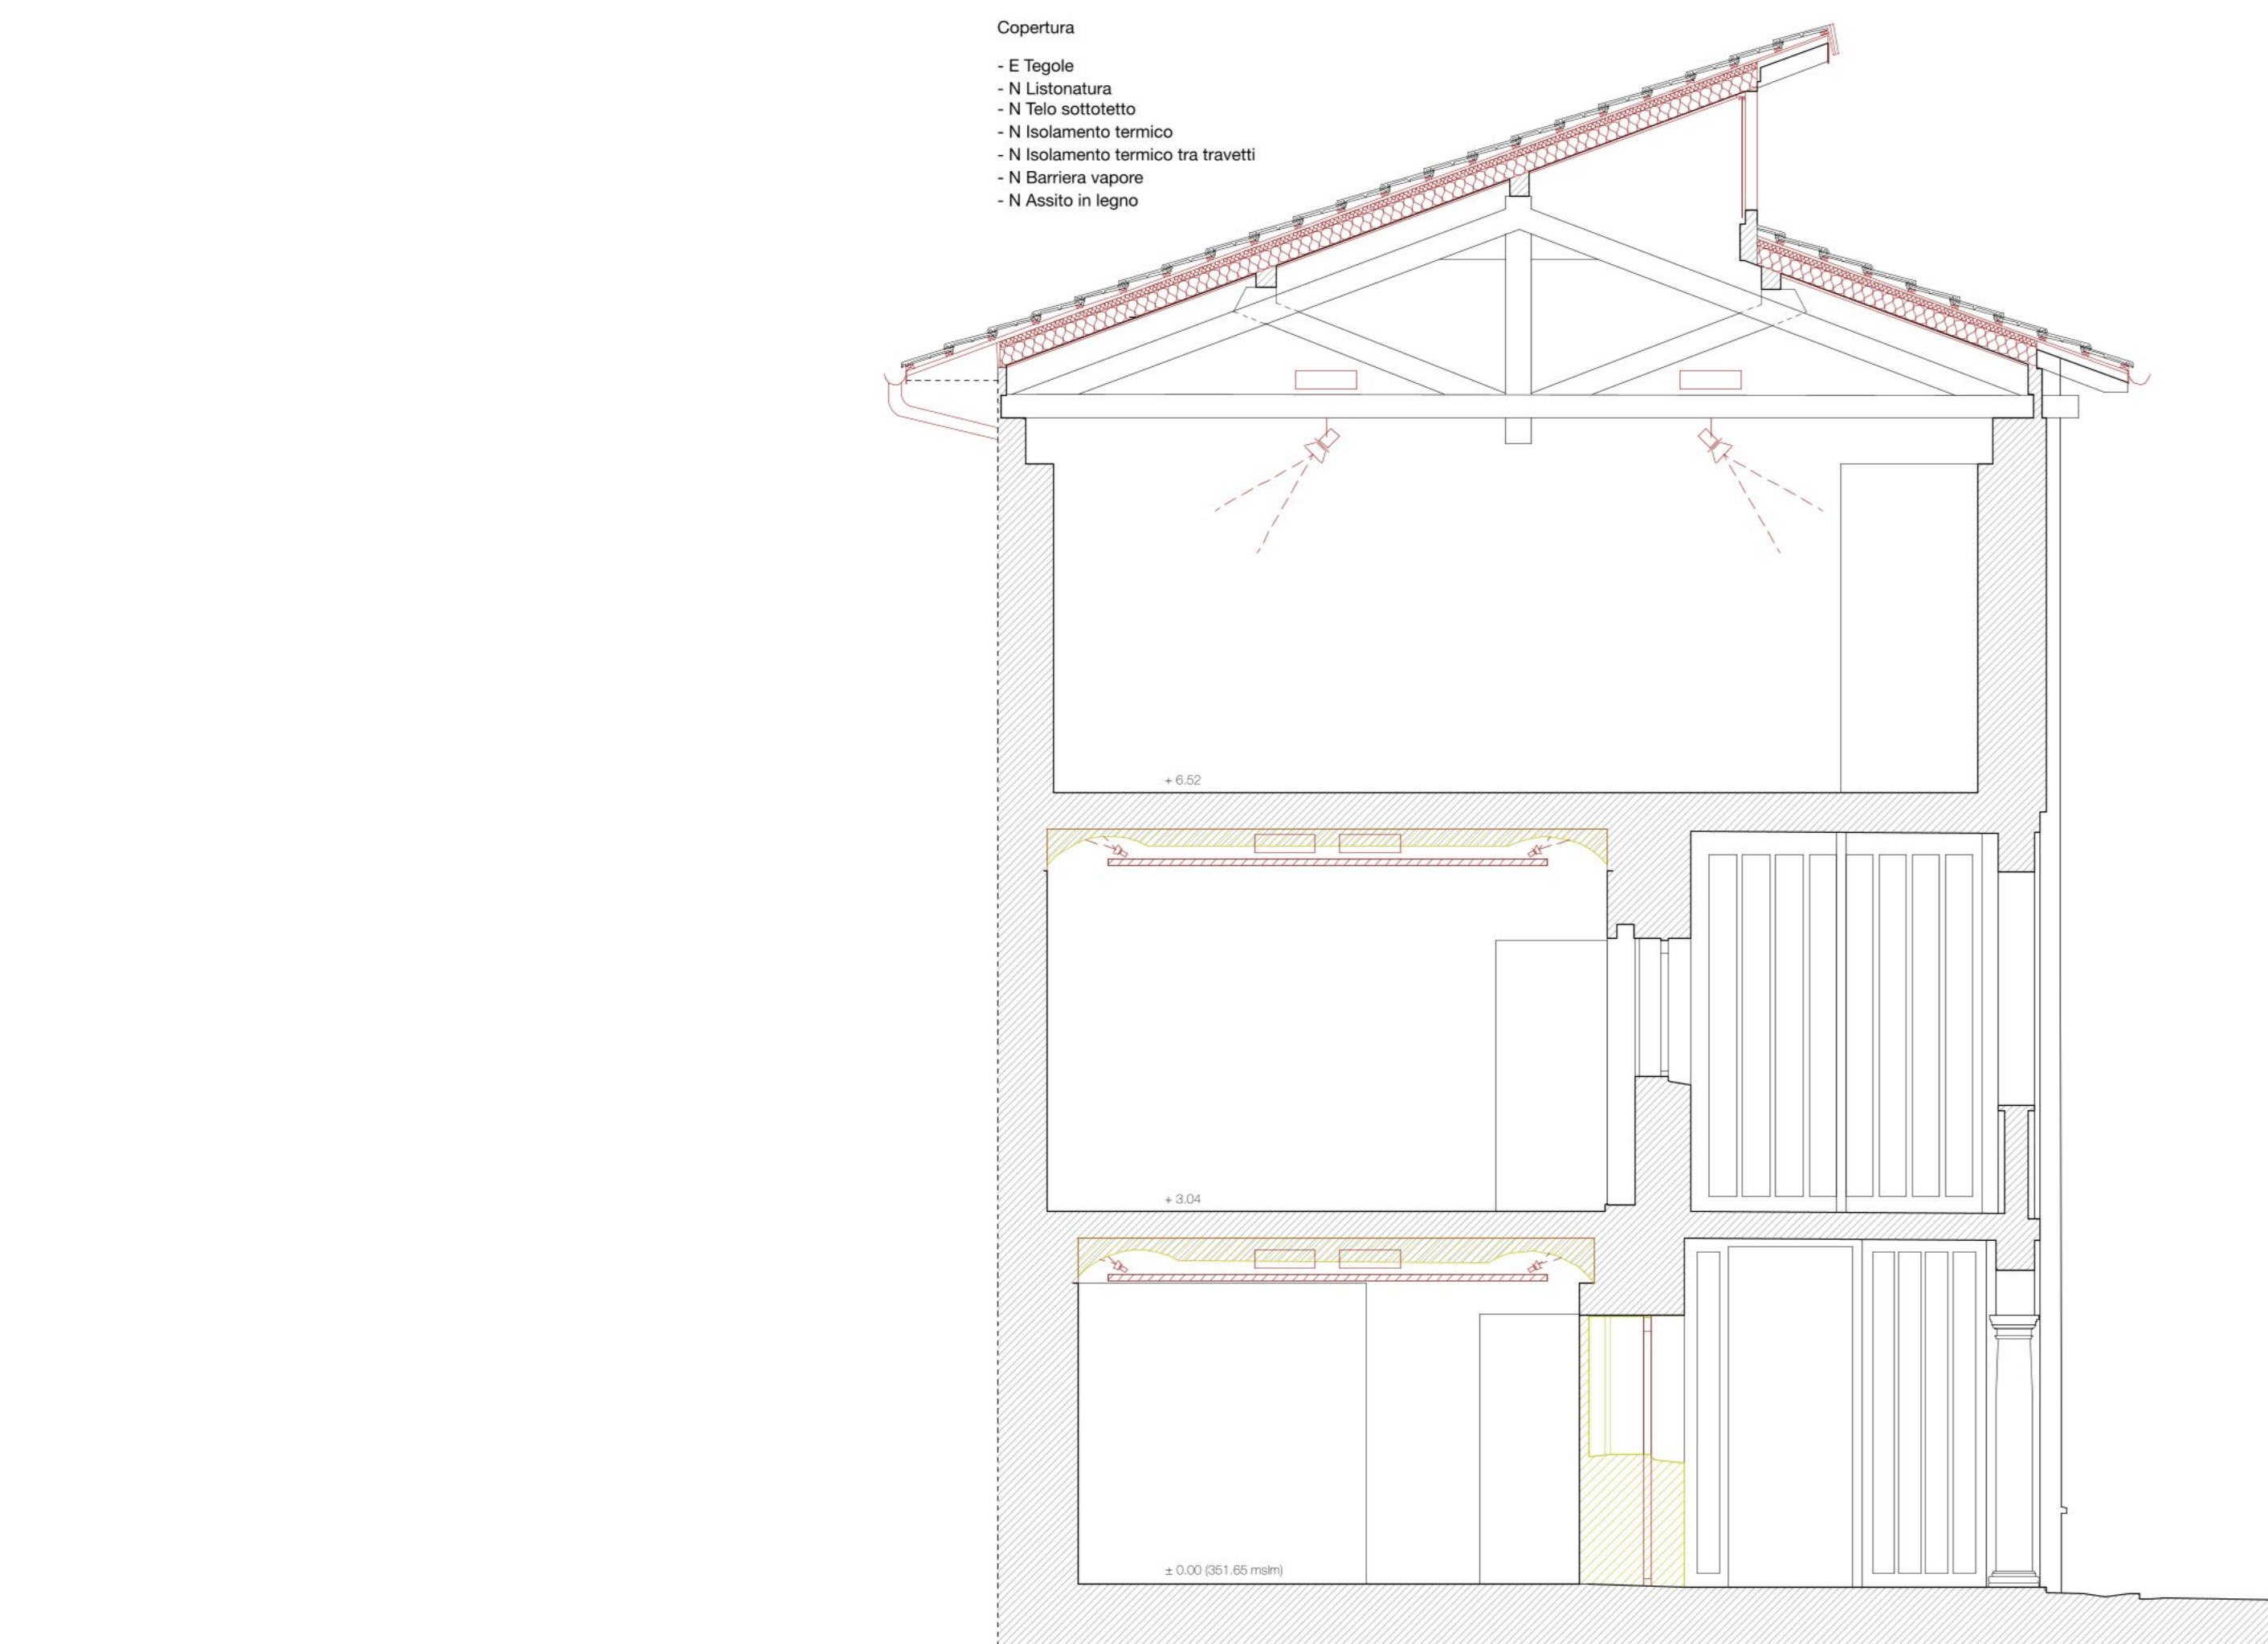 Copertura
- E Tegole
- N Listonatura
- N Telo sottotetto
- N Isolamento termico
- N Isolamento termico tra travetti
- N Barriera vapore
- N Assito in legno
+ 6.52
+ 3.04
± 0.00 (351.65 mslm)